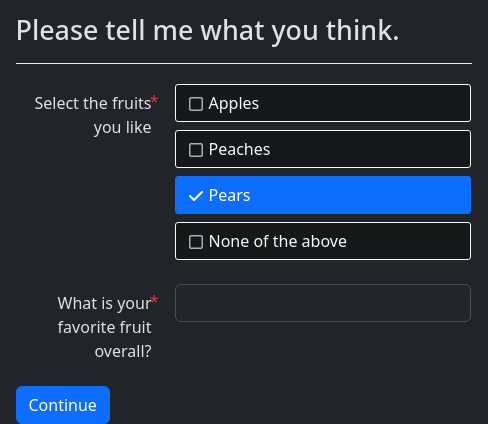 Please tell me what you think.
Select the fruits*
you like
Apples
Peaches
Pears
None of the above
What is your*
favorite fruit
overall?
Continue